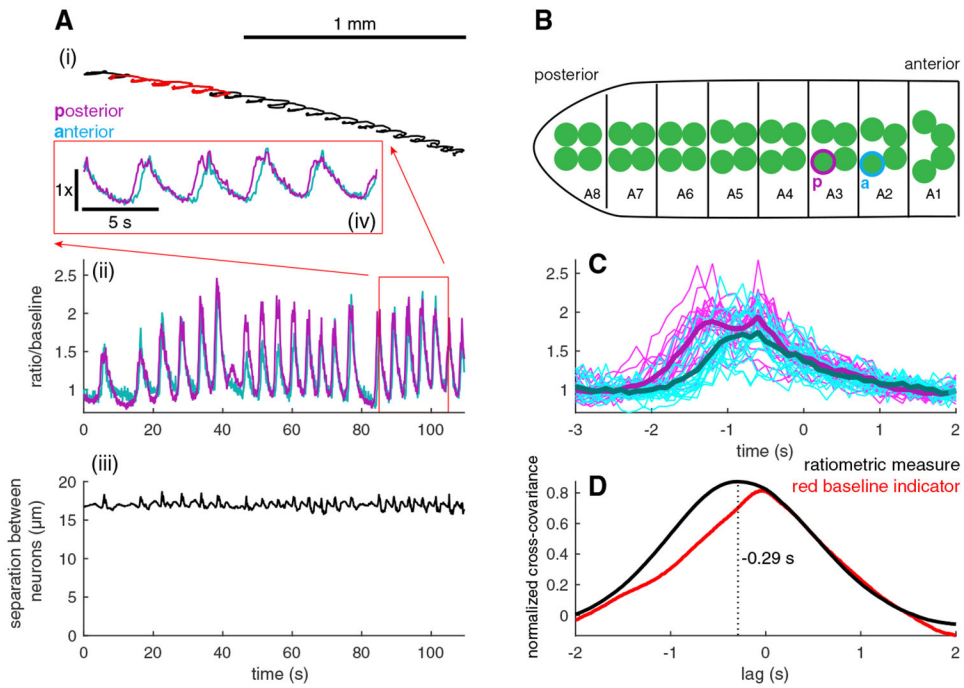 A
1 mm
(i)
posterior
anterior
1x
5 s
(iv)
(ii)
ratio/baseline
2.5
2
1.5
1
0 20 40 60 80 100
(iii)
separation between
neurons (µm)
20
15
10
5
0
0 20 40 60 80 100
time (s)
B
posterior
anterior
p
a
A8 A7 A6 A5 A4 A3 A2 A1
C
2.5
2
1.5
1
-3 -2 -1 0 1 2
time (s)
ratiometric measure
red baseline indicator
D
normalized cross-covariance
0.8
0.6
0.4
0.2
0
-0.29 s
-2 -1 0 1 2
lag (s)